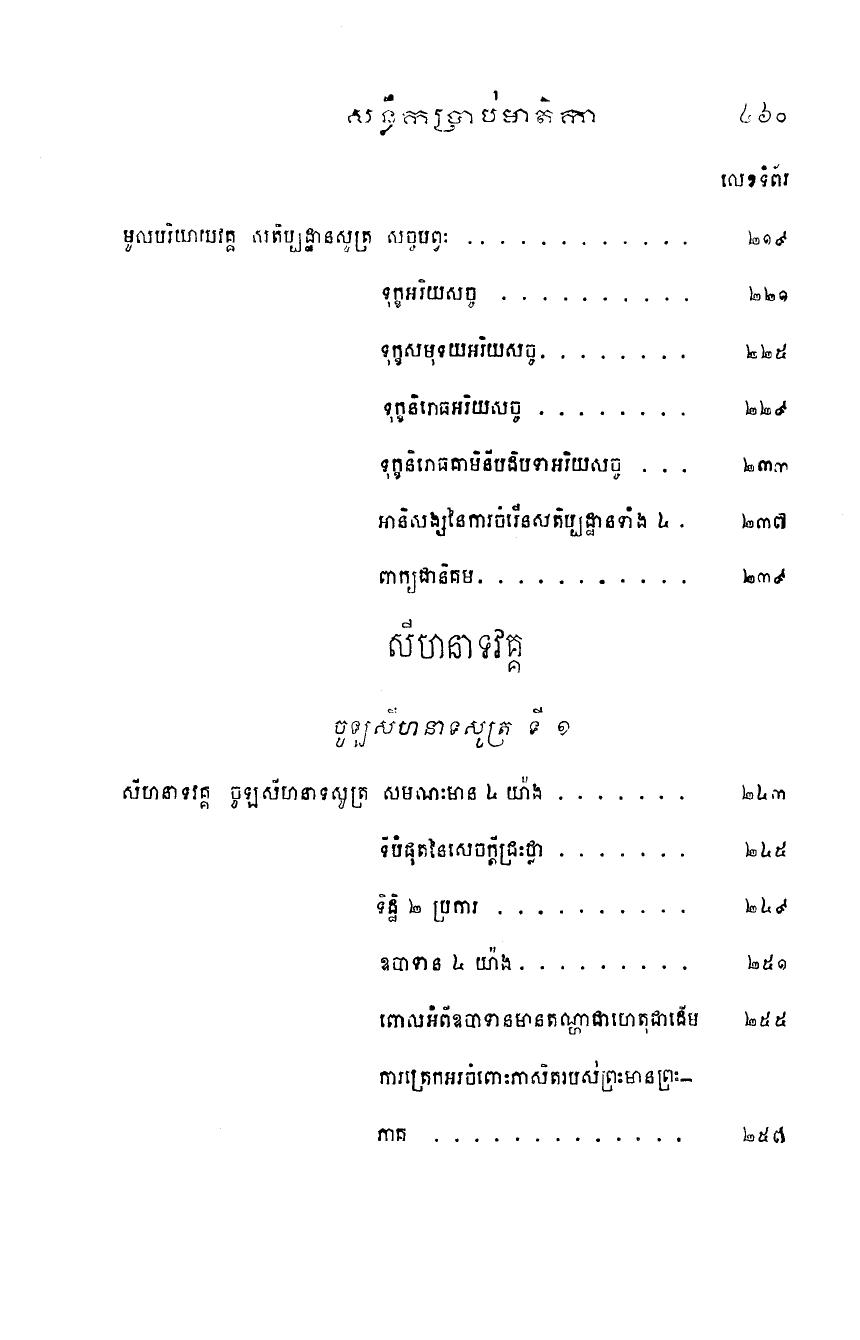 សន្លឹកប្រាប់មាតិកា ៤៦០
លេខទំព័រ
មូលបរិយាយវគ្គ សតិប្បដ្ឋានសូត្រ សច្ចបព្វៈ . . . . . . . . . . . . ២១៩
ទុក្ខអរិយសច្ច . . . . . . . . . . ២២១
ទុក្ខសមុទយអរិយសច្ច. . . . . . . . ២២៥
ទុក្ខនិរោធអរិយសច្ច . . . . . . . . ២២៩
ទុក្ខនិរោធគាមិនីបដិបទាអរិយសច្ច . . . ២៣៣
អានិសង្សនៃការចំរើនសតិប្បដ្ឋានទាំង ៤ . ២៣៧
ពាក្យជានិគម. . . . . . . . . . . . ២៣៩
សីហនាទវគ្គ
ចូឡសីហនាទសូត្រ ទី ១
សីហនាទវគ្គ ចូឡសីហនាទសូត្រ សមណៈមាន ៤ យ៉ាង . . . . . . . ២៤៣
ទីបំផុតនៃសេចក្តីជ្រះថ្លា . . . . . . . ២៤៥
ទិដ្ឋិ ២ ប្រការ . . . . . . . . . . ២៤៩
ឧបាទាន ៤ យ៉ាង. . . . . . . . . ២៥១
ពោលអំពីឧបាទានមានតណ្ហាជាហេតុជាដើម ២៥៥
ការត្រេកអរចំពោះភាសិតរបស់ព្រះមានព្រះ–
ភាគ . . . . . . . . . . . . . ២៥៧